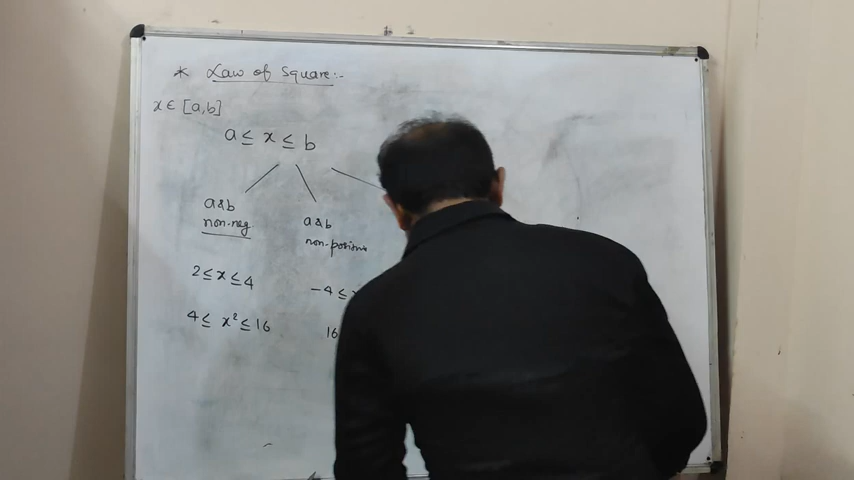 * Law of Square:-
x ∈ [a,b]
a ≤ x ≤ b
a&b
non-neg
a&b
non-positive
2 ≤ x ≤ 4
-4 ≤ x
4 ≤ x² ≤ 16
16